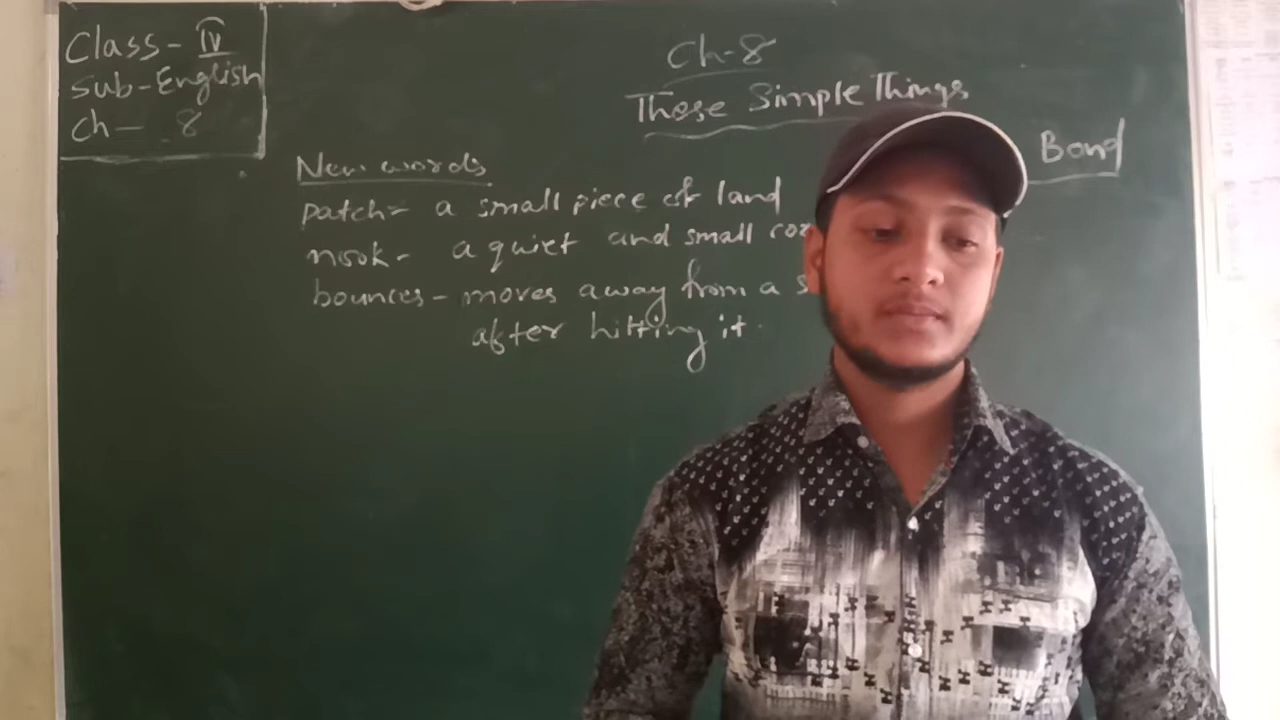 Class- IV
Sub-English
Ch- 8
Ch-8
These Simple Things
Bond
New words
patch- a small piece of land
nook- a quiet and small
bounces- moves away from a
after hitting it.